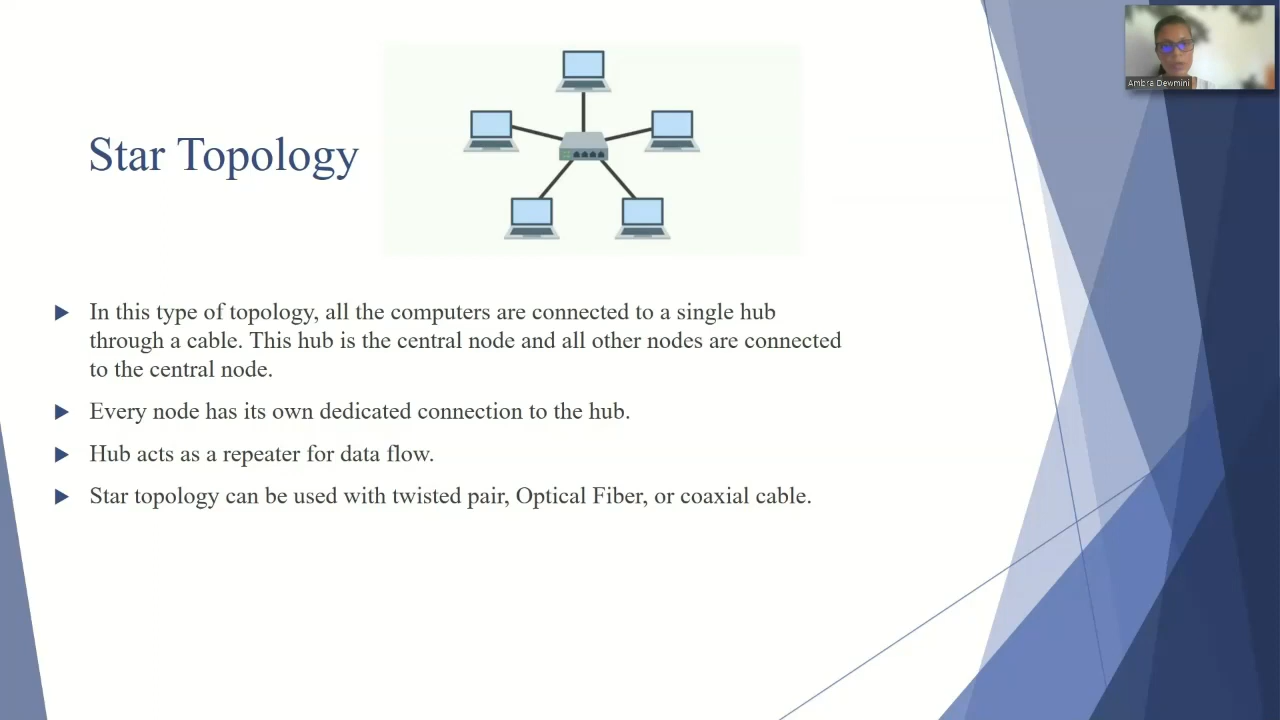 Ambra Dewmini
Star Topology
In this type of topology, all the computers are connected to a single hub
through a cable. This hub is the central node and all other nodes are connected
to the central node.
Every node has its own dedicated connection to the hub.
Hub acts as a repeater for data flow.
Star topology can be used with twisted pair, Optical Fiber, or coaxial cable.